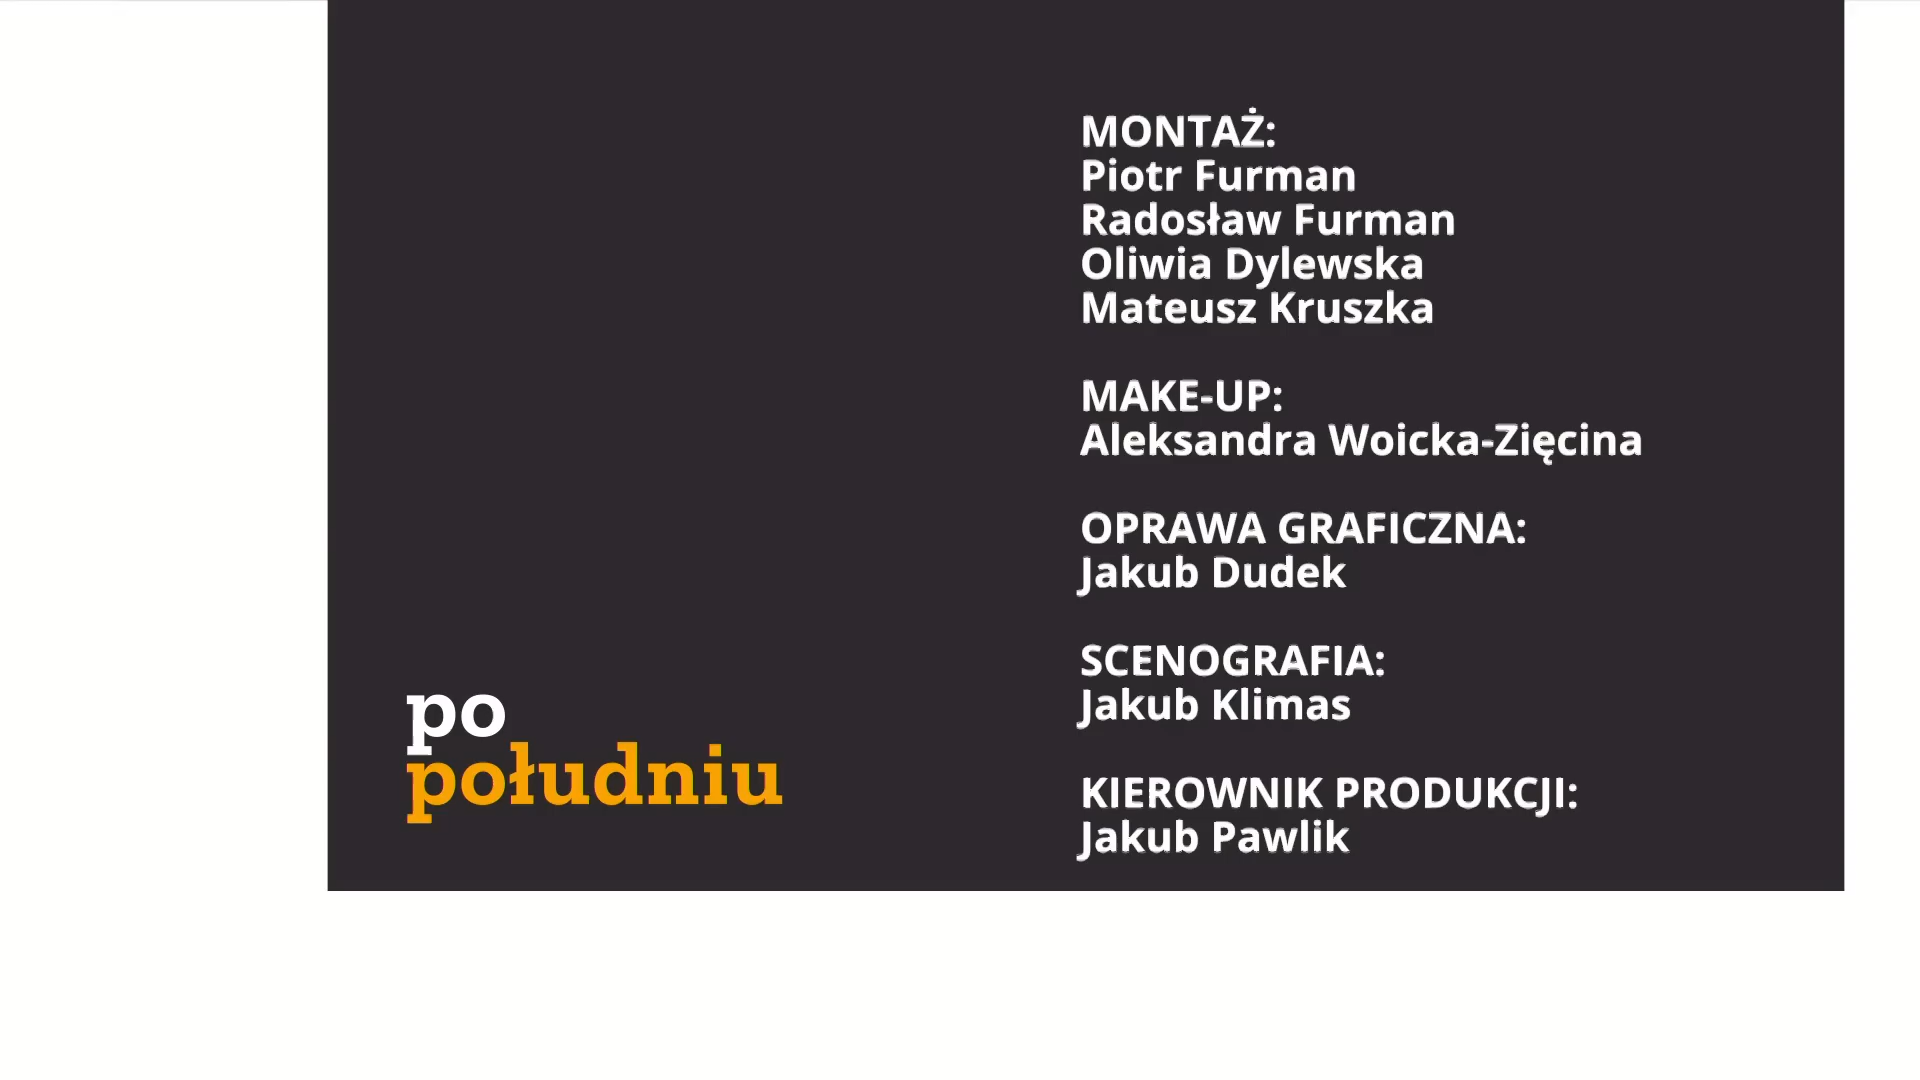 MONTAŻ:
Piotr Furman
Radosław Furman
Oliwia Dylewska
Mateusz Kruszka
MAKE-UP:
Aleksandra Woicka-Zięcina
OPRAWA GRAFICZNA:
Jakub Dudek
SCENOGRAFIA:
Jakub Klimas
KIEROWNIK PRODUKCJI:
Jakub Pawlik
po
południu